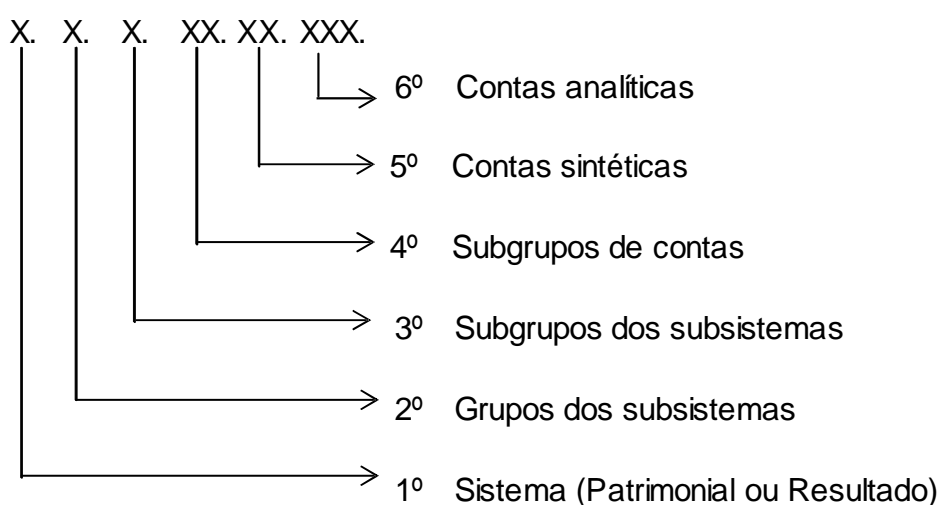 X. X. X. XX. XX. XXX.
6º Contas analíticas
5º Contas sintéticas
4º Subgrupos de contas
3º Subgrupos dos subsistemas
2º Grupos dos subsistemas
1º Sistema (Patrimonial ou Resultado)